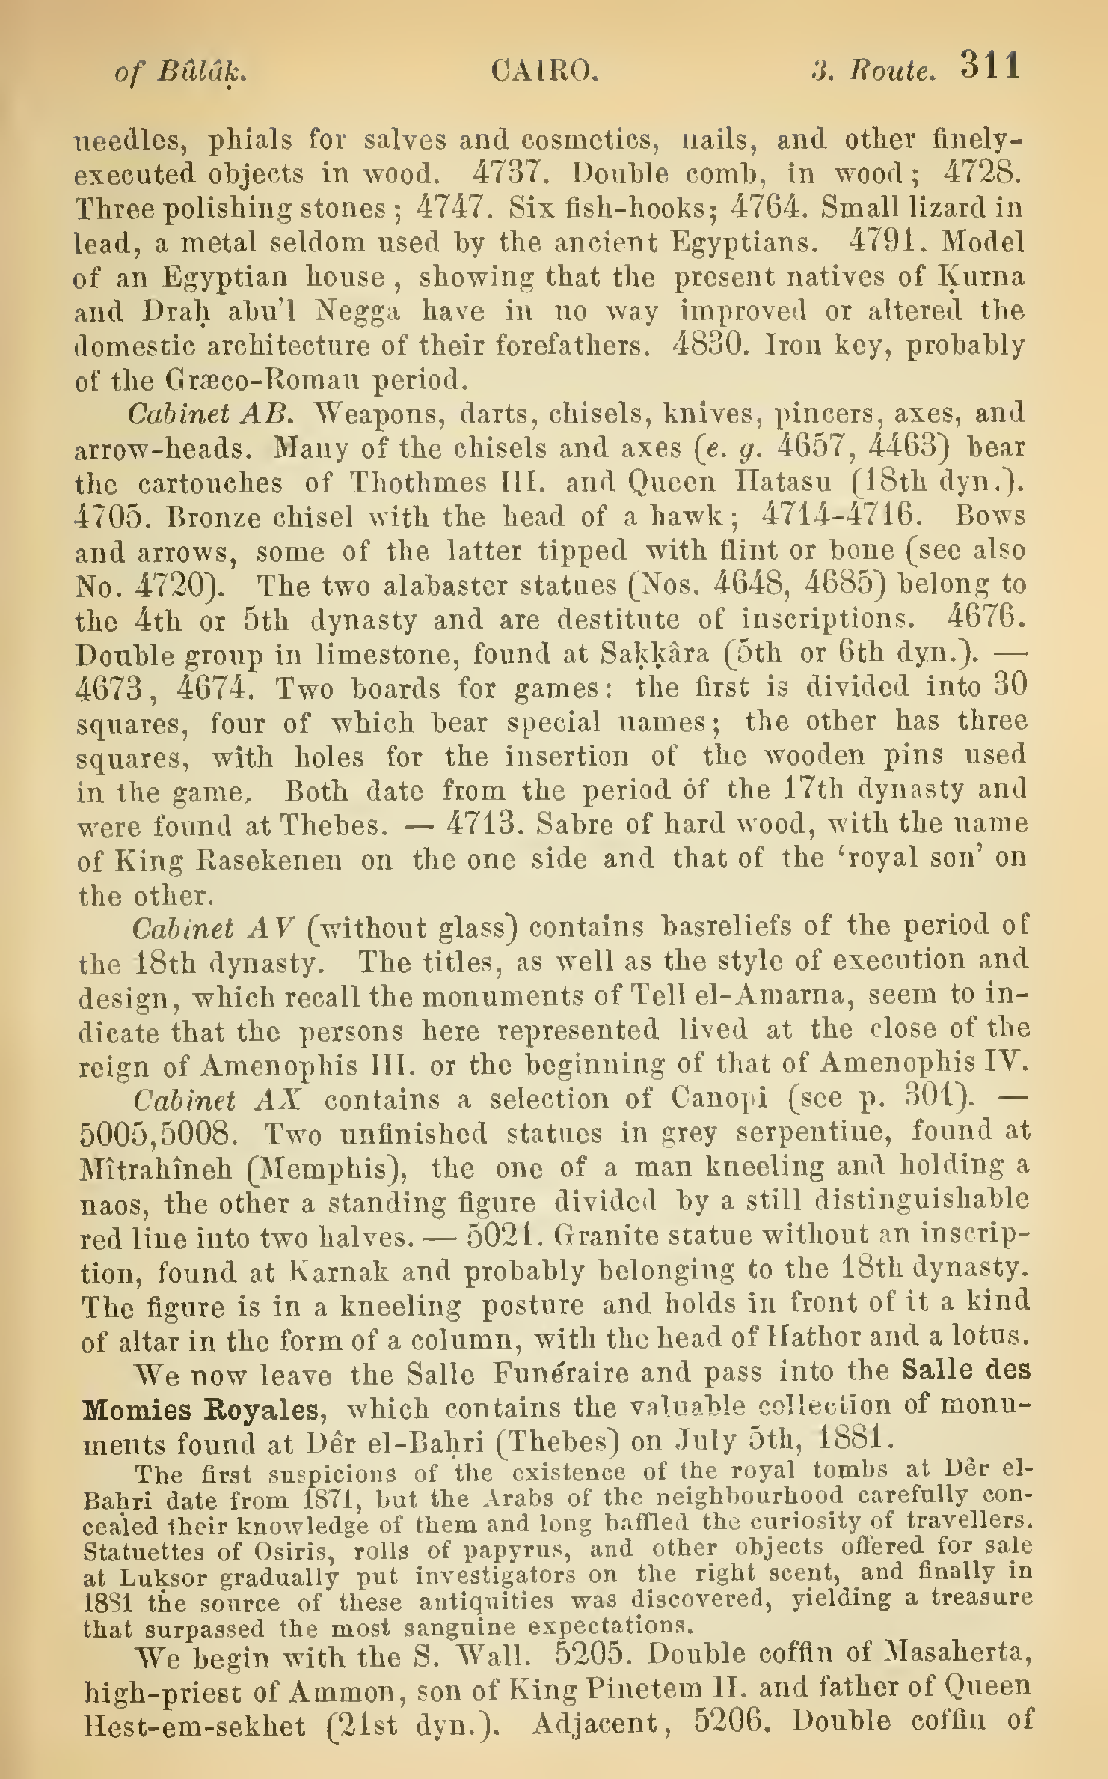 of Bûlâḳ. CAIRO. 3. Route. 311
needles, phials for salves and cosmetics, nails, and other finely-
executed objects in wood. 4737. Double comb, in wood; 4728.
Three polishing stones; 4747. Six fish-hooks; 4764. Small lizard in
lead, a metal seldom used by the ancient Egyptians. 4791. Model
of an Egyptian house, showing that the present natives of Ḳurna
and Draḥ abu'l Negga have in no way improved or altered the
domestic architecture of their forefathers. 4830. Iron key, probably
of the Græco-Roman period.
Cabinet AB. Weapons, darts, chisels, knives, pincers, axes, and
arrow-heads. Many of the chisels and axes (e. g. 4657, 4463) bear
the cartouches of Thothmes III. and Queen Hatasu (18th dyn.).
4705. Bronze chisel with the head of a hawk; 4714-4716. Bows
and arrows, some of the latter tipped with flint or bone (see also
No. 4720). The two alabaster statues (Nos. 4648, 4685) belong to
the 4th or 5th dynasty and are destitute of inscriptions. 4676.
Double group in limestone, found at Saḳḳâra (5th or 6th dyn.). —
4673, 4674. Two boards for games: the first is divided into 30
squares, four of which bear special names; the other has three
squares, with holes for the insertion of the wooden pins used
in the game. Both date from the period of the 17th dynasty and
were found at Thebes. — 4713. Sabre of hard wood, with the name
of King Rasekenen on the one side and that of the 'royal son' on
the other.
Cabinet AV (without glass) contains basreliefs of the period of
the 18th dynasty. The titles, as well as the style of execution and
design, which recall the monuments of Tell el-Amarna, seem to in-
dicate that the persons here represented lived at the close of the
reign of Amenophis III. or the beginning of that of Amenophis IV.
Cabinet AX contains a selection of Canopi (see p. 301). —
5005,5008. Two unfinished statues in grey serpentine, found at
Mîtrahîneh (Memphis), the one of a man kneeling and holding a
naos, the other a standing figure divided by a still distinguishable
red line into two halves. — 5021. Granite statue without an inscrip-
tion, found at Karnak and probably belonging to the 18th dynasty.
The figure is in a kneeling posture and holds in front of it a kind
of altar in the form of a column, with the head of Hathor and a lotus.
We now leave the Salle Funéraire and pass into the Salle des
Momies Royales, which contains the valuable collection of monu-
ments found at Dêr el-Baḥri (Thebes) on July 5th, 1881.
The first suspicions of the existence of the royal tombs at Dêr el-
Baḥri date from 1871, but the Arabs of the neighbourhood carefully con-
cealed their knowledge of them and long baffled the curiosity of travellers.
Statuettes of Osiris, rolls of papyrus, and other objects offered for sale
at Luksor gradually put investigators on the right scent, and finally in
1881 the source of these antiquities was discovered, yielding a treasure
that surpassed the most sanguine expectations.
We begin with the S. Wall. 5205. Double coffin of Masaherta,
high-priest of Ammon, son of King Pinetem II. and father of Queen
Hest-em-sekhet (21st dyn.). Adjacent, 5206. Double coffin of